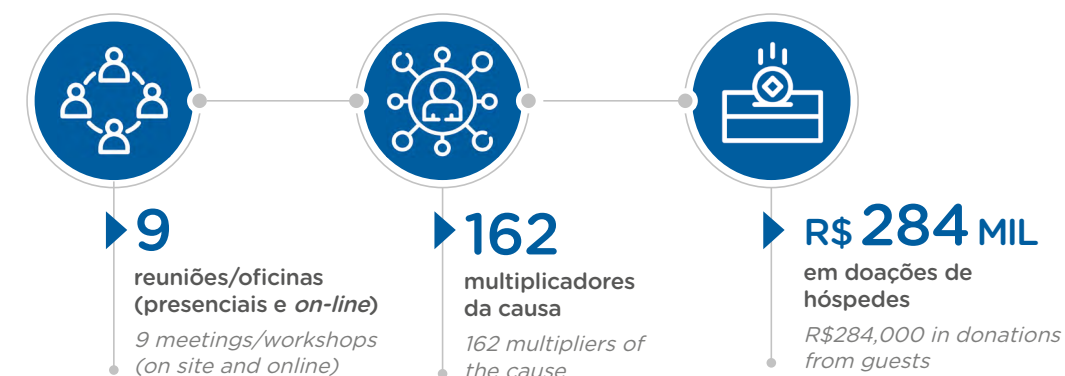 9
reuniões/oficinas
(presenciais e on-line)
9 meetings/workshops
(on site and online)
162
multiplicadores
da causa
162 multipliers of
the cause
R$ 284 MIL
em doações de
hóspedes
R$284,000 in donations
from guests